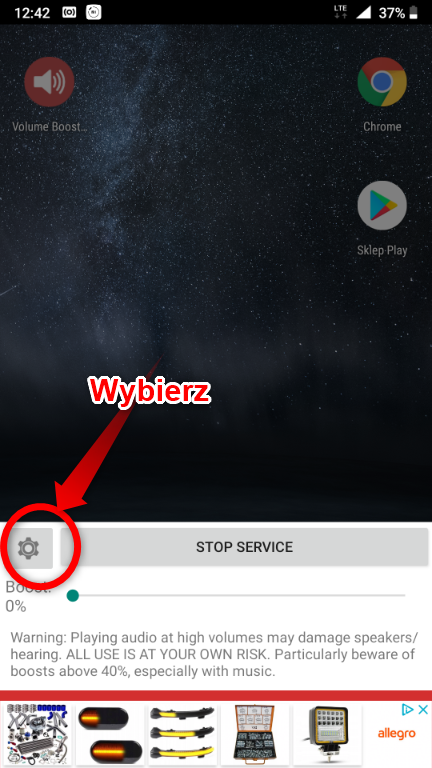 12:42
LTE
37%
Volume Boost...
Chrome
Sklep Play
Wybierz
STOP SERVICE
Boost:
0%
Warning: Playing audio at high volumes may damage speakers/
hearing. ALL USE IS AT YOUR OWN RISK. Particularly beware of
boosts above 40%, especially with music.
allegro